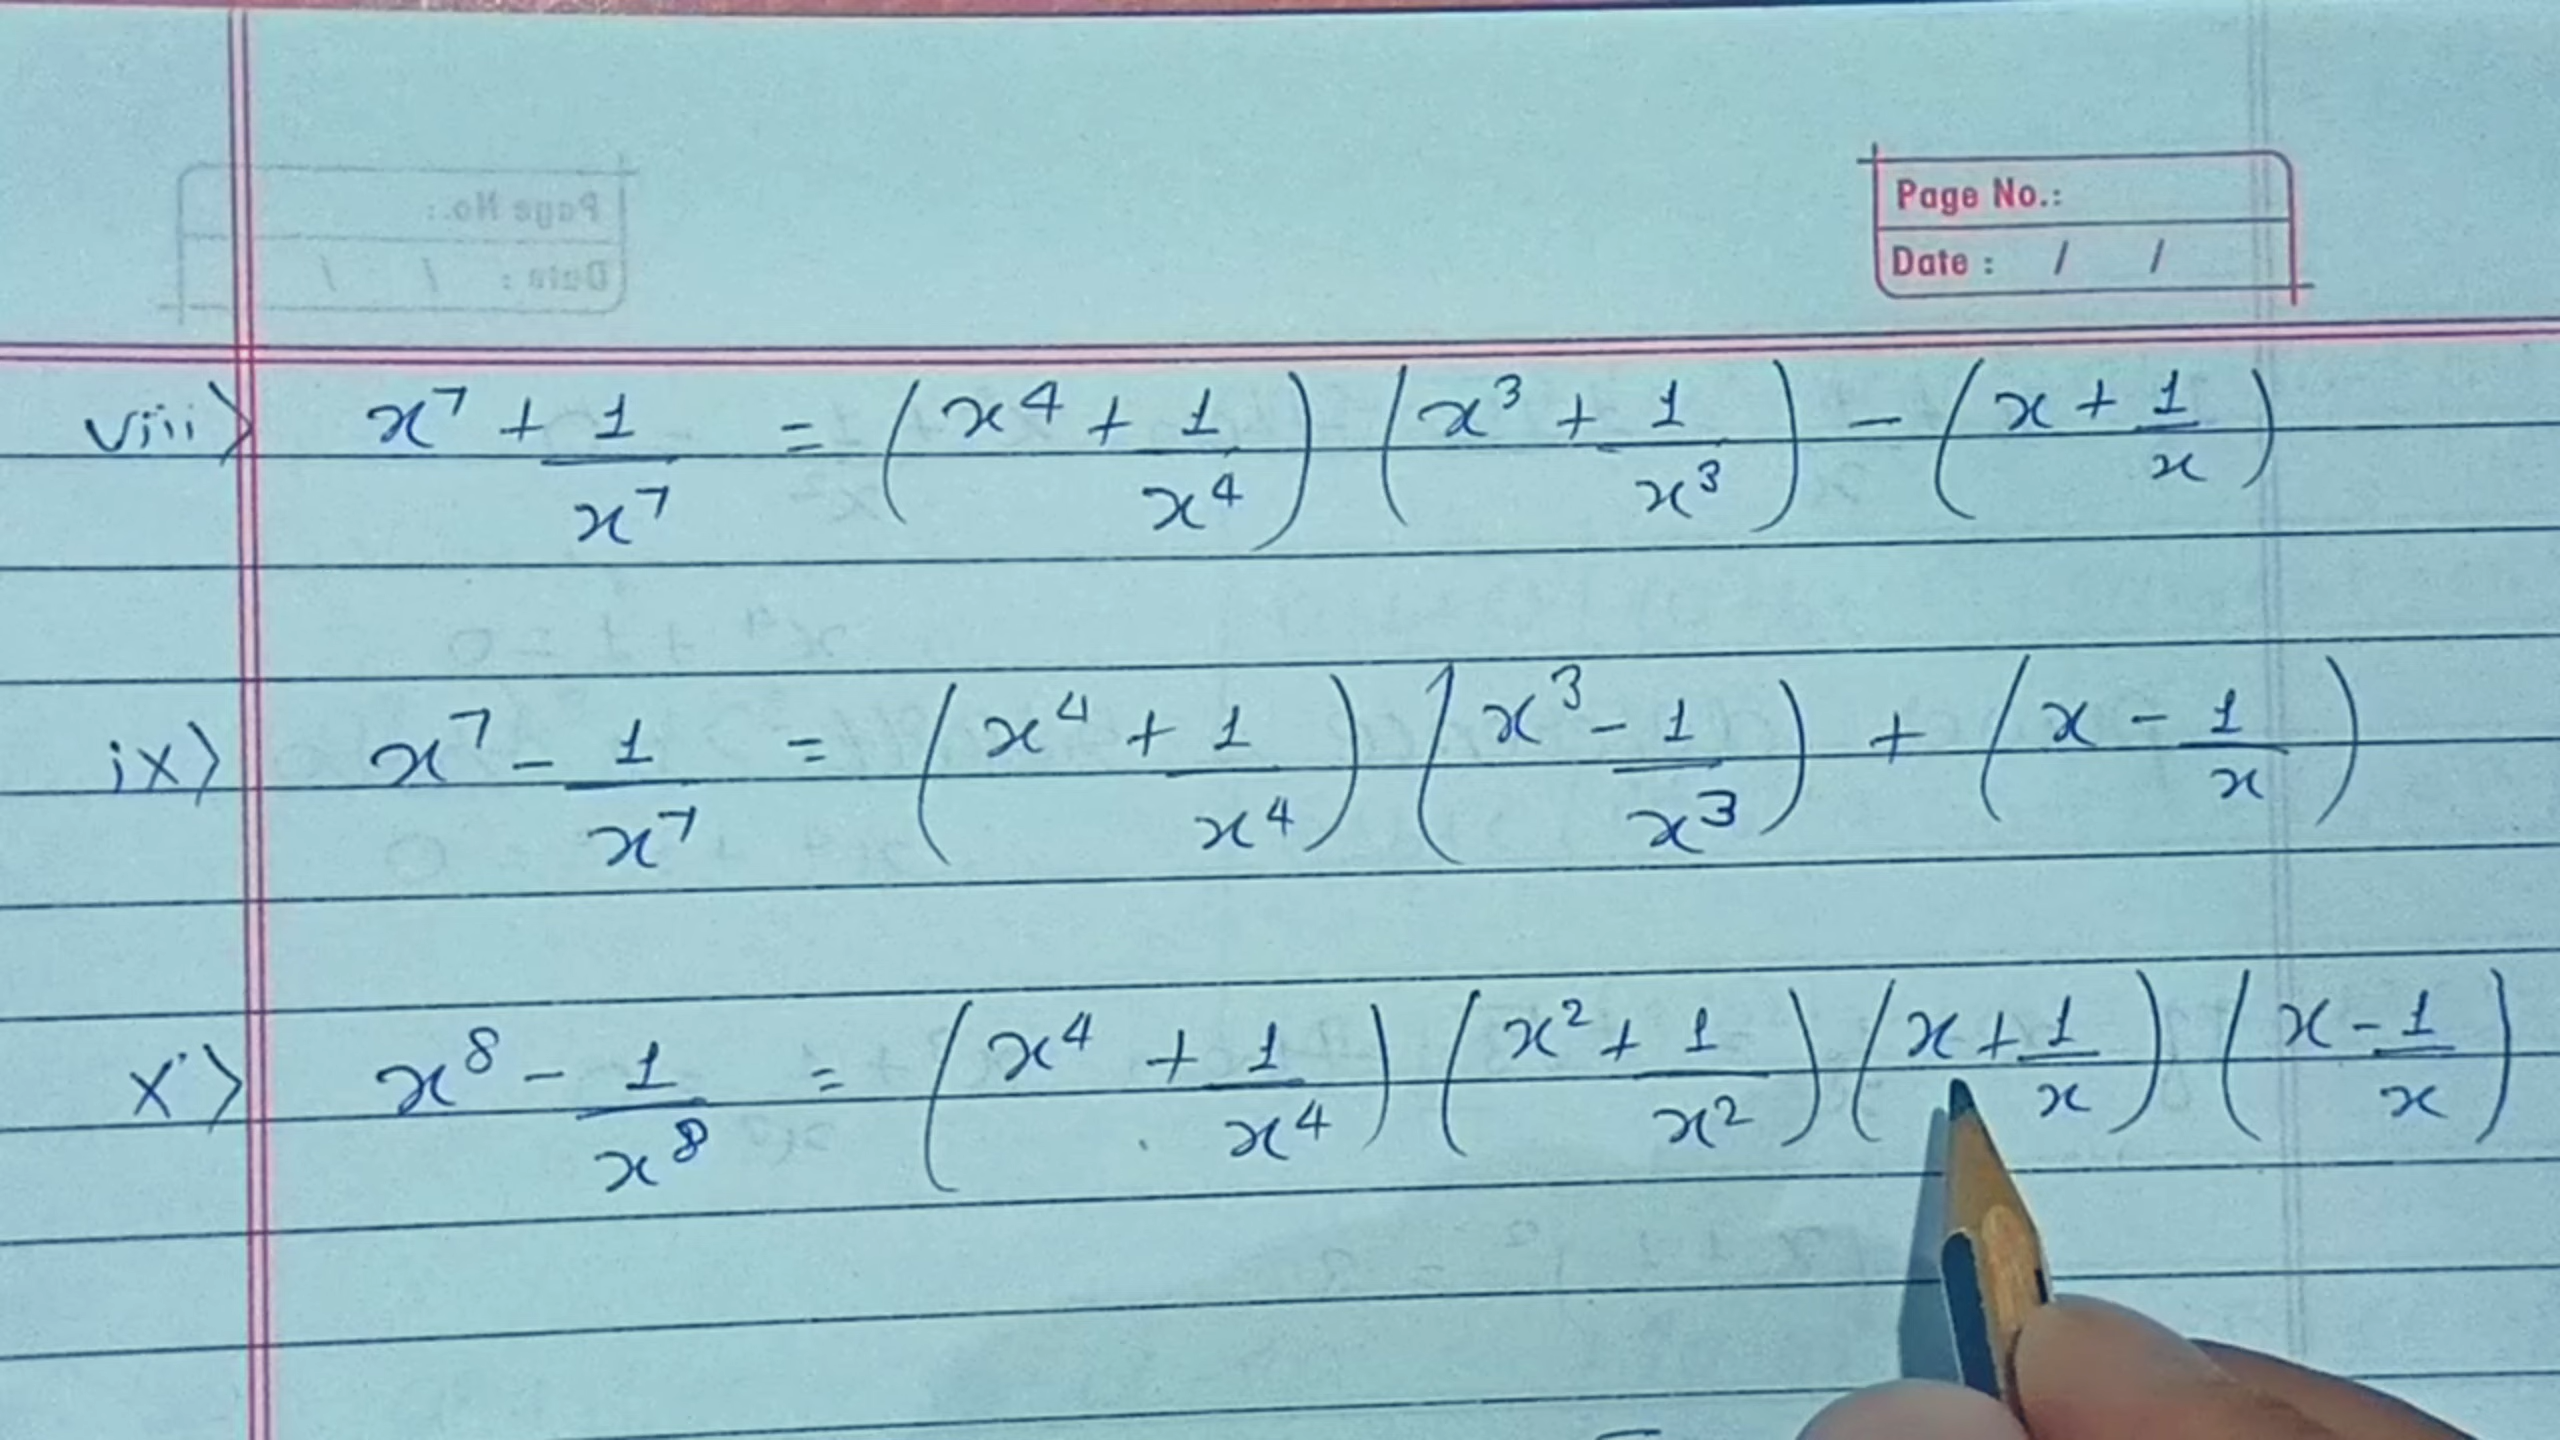 Page No.:
Date : / /
viii) x⁷ + 1/x⁷ = (x⁴ + 1/x⁴) (x³ + 1/x³) - (x + 1/x)
ix) x⁷ - 1/x⁷ = (x⁴ + 1/x⁴) (x³ - 1/x³) + (x - 1/x)
x) x⁸ - 1/x⁸ = (x⁴ + 1/x⁴) (x² + 1/x²) (x + 1/x) (x - 1/x)